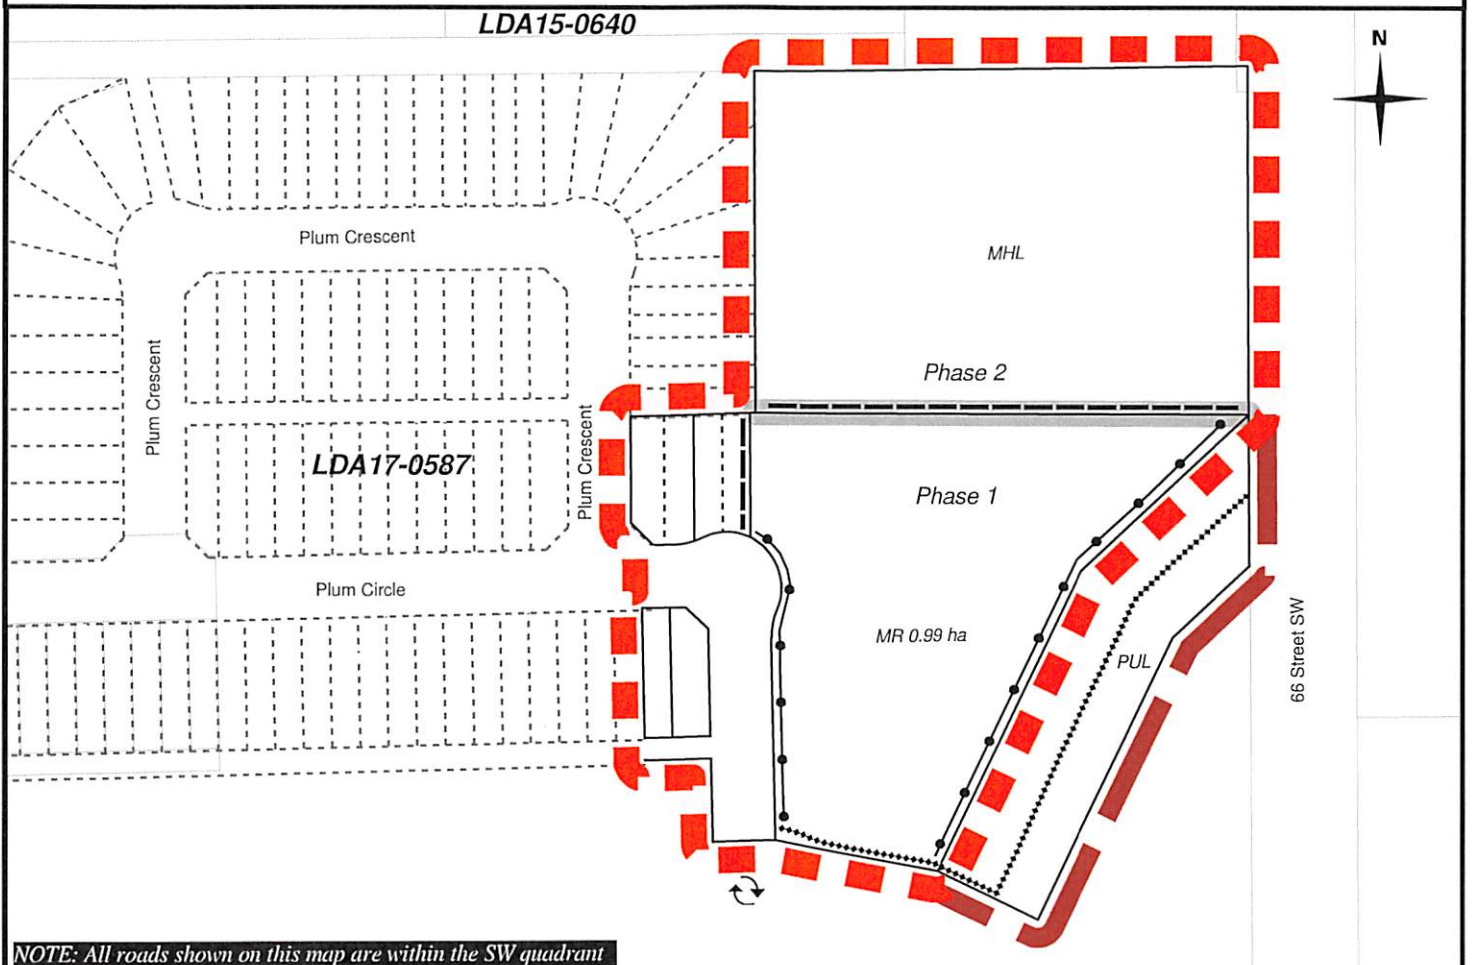 LDA15-0640
N
Plum Crescent
MHL
Phase 2
Plum Crescent
Plum Crescent
LDA17-0587
Phase 1
Plum Circle
MR 0.99 ha
PUL
66 Street SW
NOTE: All roads shown on this map are within the SW quadrant